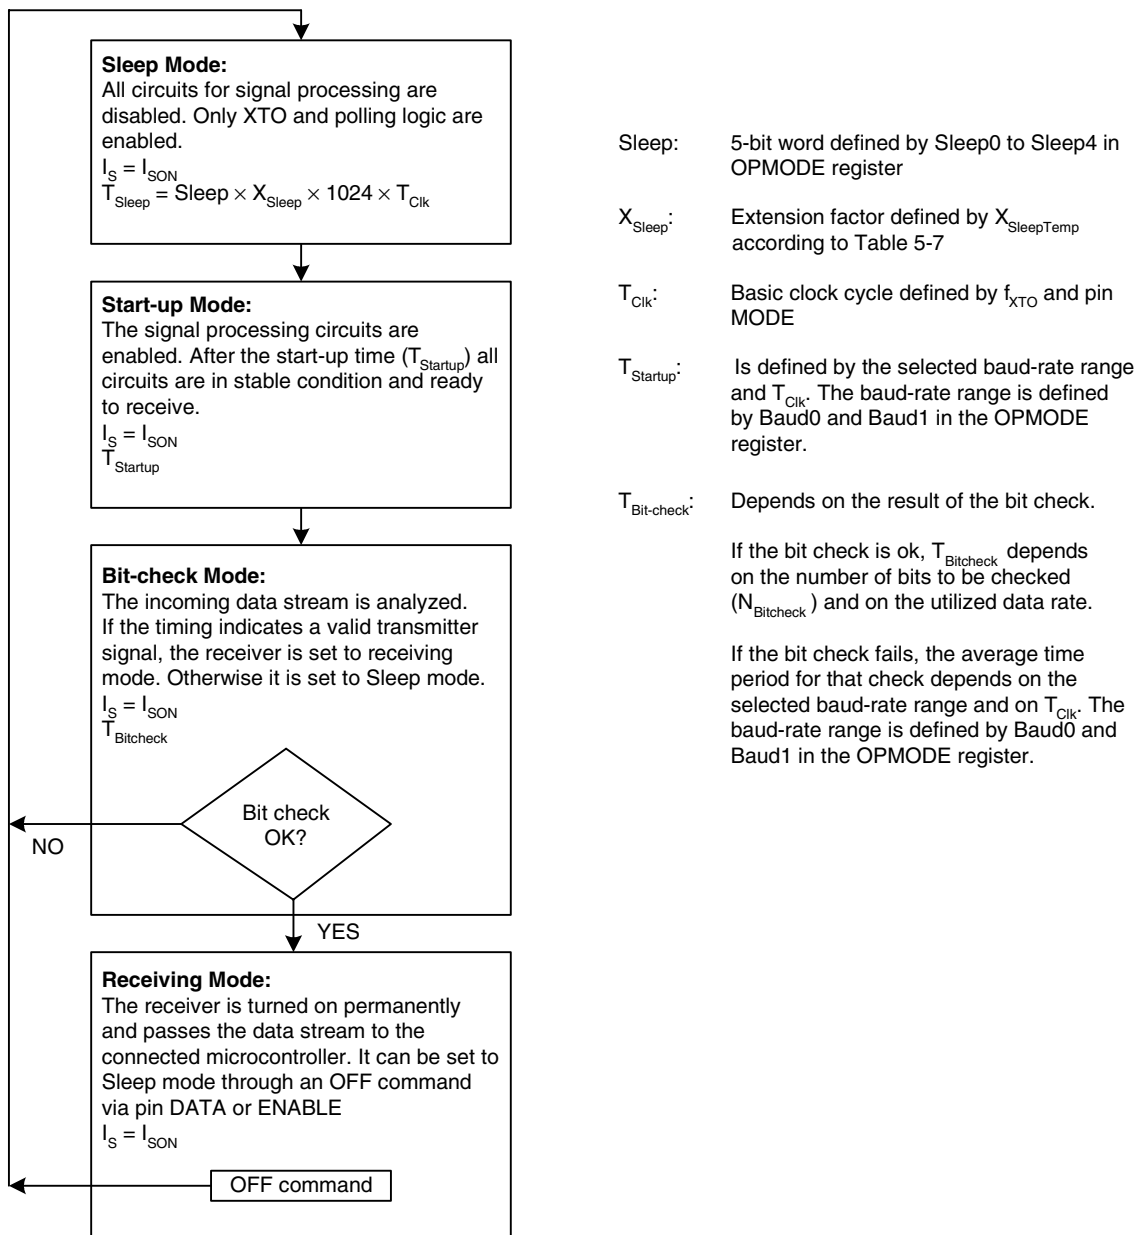 Sleep Mode:
All circuits for signal processing are
disabled. Only XTO and polling logic are
enabled.
I_S = I_SON
T_Sleep = Sleep × X_Sleep × 1024 × T_Clk
Start-up Mode:
The signal processing circuits are
enabled. After the start-up time (T_Startup) all
circuits are in stable condition and ready
to receive.
I_S = I_SON
T_Startup
Bit-check Mode:
The incoming data stream is analyzed.
If the timing indicates a valid transmitter
signal, the receiver is set to receiving
mode. Otherwise it is set to Sleep mode.
I_S = I_SON
T_Bitcheck
Bit check
OK?
NO
YES
Receiving Mode:
The receiver is turned on permanently
and passes the data stream to the
connected microcontroller. It can be set to
Sleep mode through an OFF command
via pin DATA or ENABLE
I_S = I_SON
OFF command
Sleep: 5-bit word defined by Sleep0 to Sleep4 in
OPMODE register
X_Sleep: Extension factor defined by X_SleepTemp
according to Table 5-7
T_Clk: Basic clock cycle defined by f_XTO and pin
MODE
T_Startup: Is defined by the selected baud-rate range
and T_Clk. The baud-rate range is defined
by Baud0 and Baud1 in the OPMODE
register.
T_Bit-check: Depends on the result of the bit check.
If the bit check is ok, T_Bitcheck depends
on the number of bits to be checked
(N_Bitcheck) and on the utilized data rate.
If the bit check fails, the average time
period for that check depends on the
selected baud-rate range and on T_Clk. The
baud-rate range is defined by Baud0 and
Baud1 in the OPMODE register.